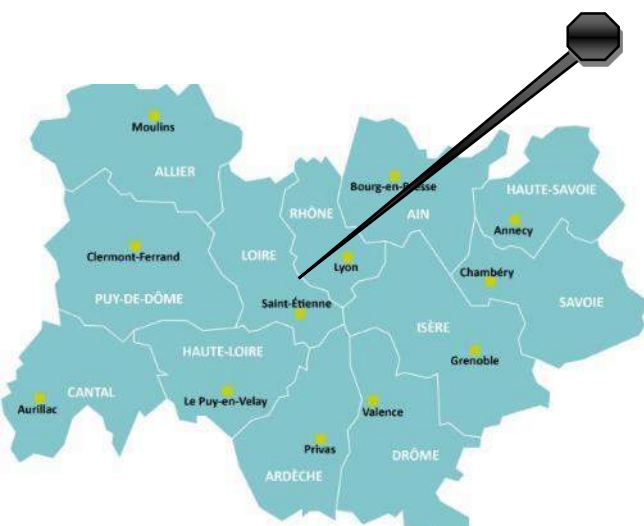 Moulins
ALLIER
Bourg-en-Bresse
HAUTE-SAVOIE
RHÔNE
AIN
Annecy
Clermont-Ferrand
LOIRE
Lyon
Chambéry
PUY-DE-DÔME
Saint-Étienne
SAVOIE
ISÈRE
HAUTE-LOIRE
Grenoble
CANTAL
Le Puy-en-Velay
Aurillac
Valence
Privas
DRÔME
ARDÈCHE